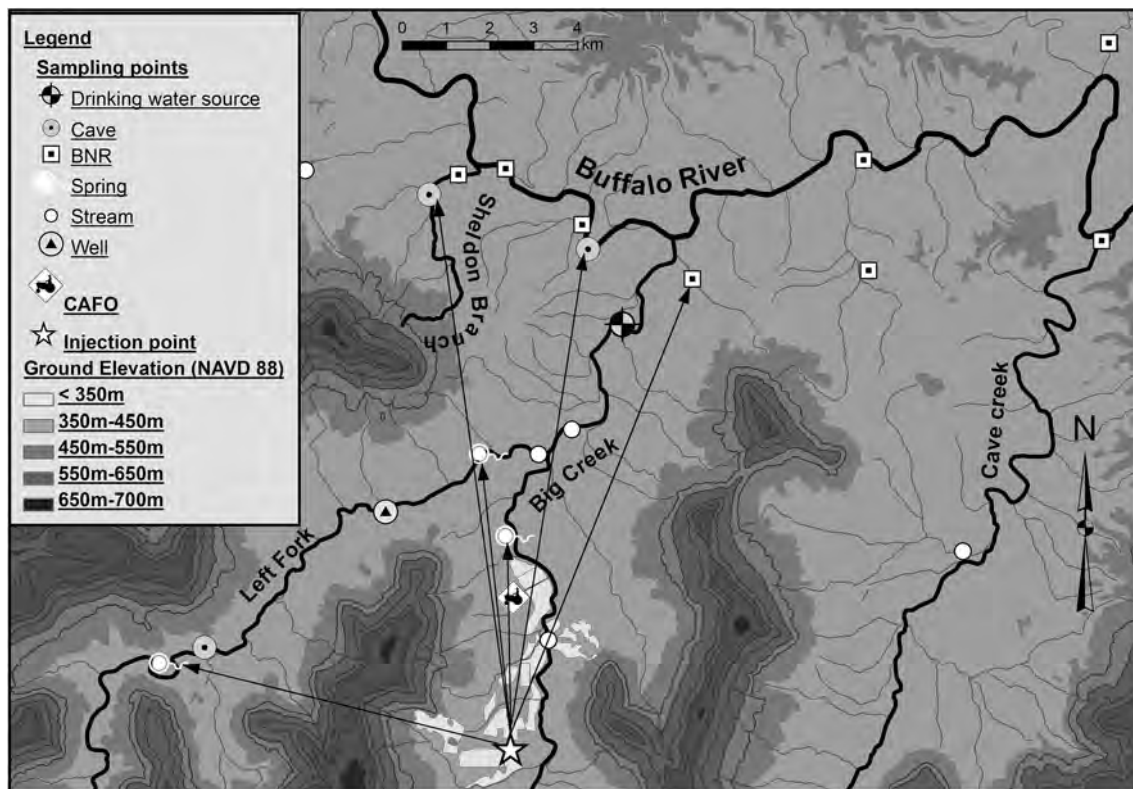 Legend
Sampling points
Drinking water source
Cave
BNR
Spring
Stream
Well
CAFO
Injection point
Ground Elevation (NAVD 88)
< 350m
350m-450m
450m-550m
550m-650m
650m-700m
0 2 4
km
Buffalo River
Sheldon Branch
Big Creek
Left Fork
Cave creek
N